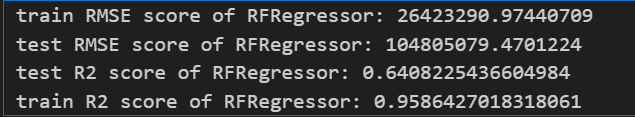 train RMSE score of RFRegressor: 26423290.97440709
test RMSE score of RFRegressor: 104805079.4701224
test R2 score of RFRegressor: 0.6408225436604984
train R2 score of RFRegressor: 0.9586427018318061